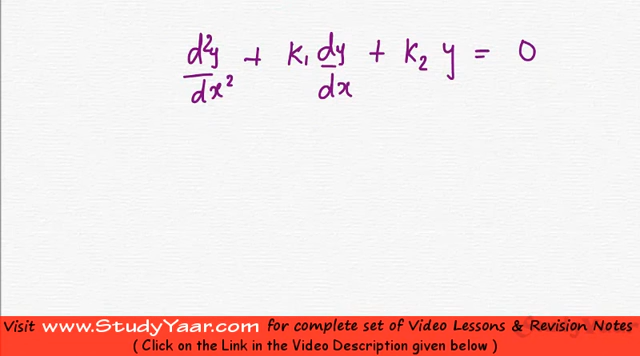 d²y/dx² + K₁ dy/dx + K₂ y = 0
Visit www.StudyYaar.com for complete set of Video Lessons & Revision Notes
( Click on the Link in the Video Description given below )